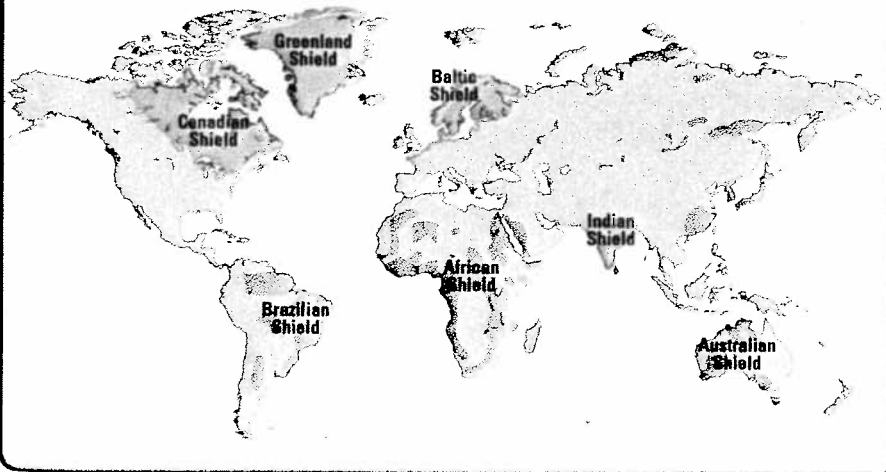 Greenland
Shield
Baltic
Shield
Canadian
Shield
Indian
Shield
African
Shield
Brazilian
Shield
Australian
Shield